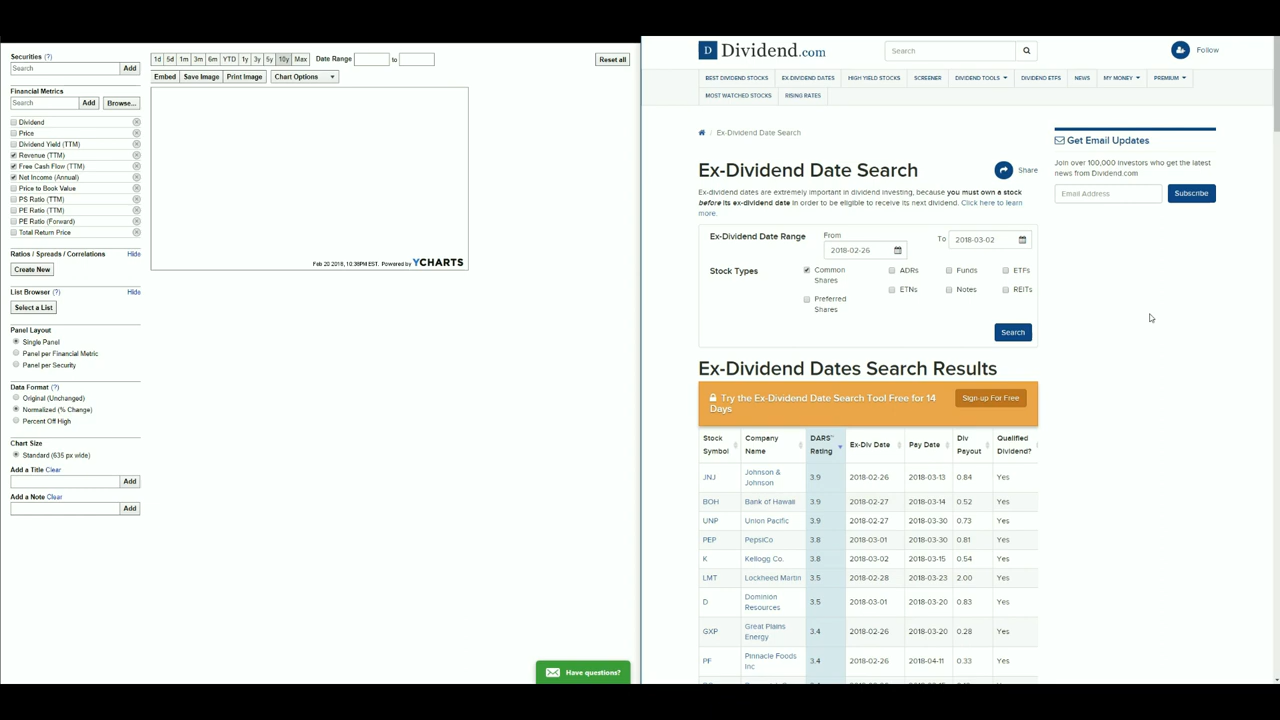 Securities (?)
Search Add
Financial Metrics
Search Add Browse...
Dividend
Price
Dividend Yield (TTM)
Revenue (TTM)
Free Cash Flow (TTM)
Net Income (Annual)
Price to Book Value
PS Ratio (TTM)
PE Ratio (TTM)
PE Ratio (Forward)
Total Return Price
Ratios / Spreads / Correlations Hide
Create New
List Browser (?) Hide
Select a List
Panel Layout
Single Panel
Panel per Financial Metric
Panel per Security
Data Format (?)
Original (Unchanged)
Normalized (% Change)
Percent Off High
Chart Size
Standard (635 px wide)
Add a Title Clear
Add
Add a Note Clear
Add
1d 5d 1m 3m 6m YTD 1y 3y 5y 10y Max Date Range to Reset all
Embed Save Image Print Image Chart Options
Feb 20 2018, 10:38PM EST. Powered by YCHARTS
Have questions?
D Dividend.com Search Follow
BEST DIVIDEND STOCKS EX-DIVIDEND DATES HIGH YIELD STOCKS SCREENER DIVIDEND TOOLS DIVIDEND ETFS NEWS MY MONEY PREMIUM
MOST WATCHED STOCKS RISING RATES
/ Ex-Dividend Date Search
Ex-Dividend Date Search Share
Ex-dividend dates are extremely important in dividend investing, because you must own a stock
before its ex-dividend date in order to be eligible to receive its next dividend. Click here to learn
more.
Get Email Updates
Join over 100,000 investors who get the latest
news from Dividend.com
Email Address Subscribe
Ex-Dividend Date Range From To
2018-02-26 2018-03-02
Stock Types Common Shares ADRs Funds ETFs
ETNs Notes REITs
Preferred Shares
Search
Ex-Dividend Dates Search Results
Try the Ex-Dividend Date Search Tool Free for 14
Days
Sign up For Free
Stock Symbol Company Name DARS™ Rating Ex-Div Date Pay Date Div Payout Qualified Dividend?
JNJ Johnson & Johnson 3.9 2018-02-26 2018-03-13 0.84 Yes
BOH Bank of Hawaii 3.9 2018-02-27 2018-03-14 0.52 Yes
UNP Union Pacific 3.9 2018-02-27 2018-03-30 0.73 Yes
PEP PepsiCo 3.8 2018-03-01 2018-03-30 0.81 Yes
K Kellogg Co. 3.8 2018-03-02 2018-03-15 0.54 Yes
LMT Lockheed Martin 3.5 2018-02-28 2018-03-23 2.00 Yes
D Dominion Resources 3.5 2018-03-01 2018-03-20 0.83 Yes
GXP Great Plains Energy 3.4 2018-02-26 2018-03-20 0.28 Yes
PF Pinnacle Foods Inc 3.4 2018-02-26 2018-04-11 0.33 Yes